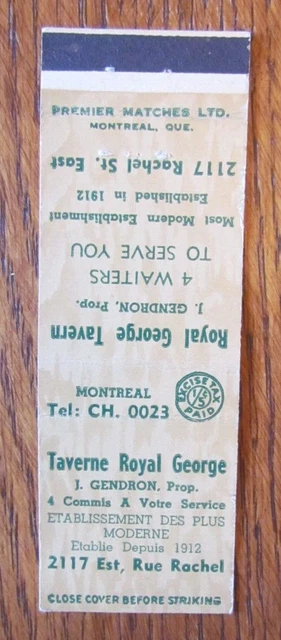 PREMIER MATCHES LTD.
MONTREAL, QUE.
Royal George Tavern
J. GENDRON, Prop.
4 WAITERS
TO SERVE YOU
Most Modern Establishment
Established in 1912
2117 Rachel St. East
MONTREAL
Tel: CH. 0023
EXCISE TAX
1/5
PAID
Taverne Royal George
J. GENDRON, Prop.
4 Commis A Votre Service
ETABLISSEMENT DES PLUS
MODERNE
Etablie Depuis 1912
2117 Est, Rue Rachel
CLOSE COVER BEFORE STRIKING